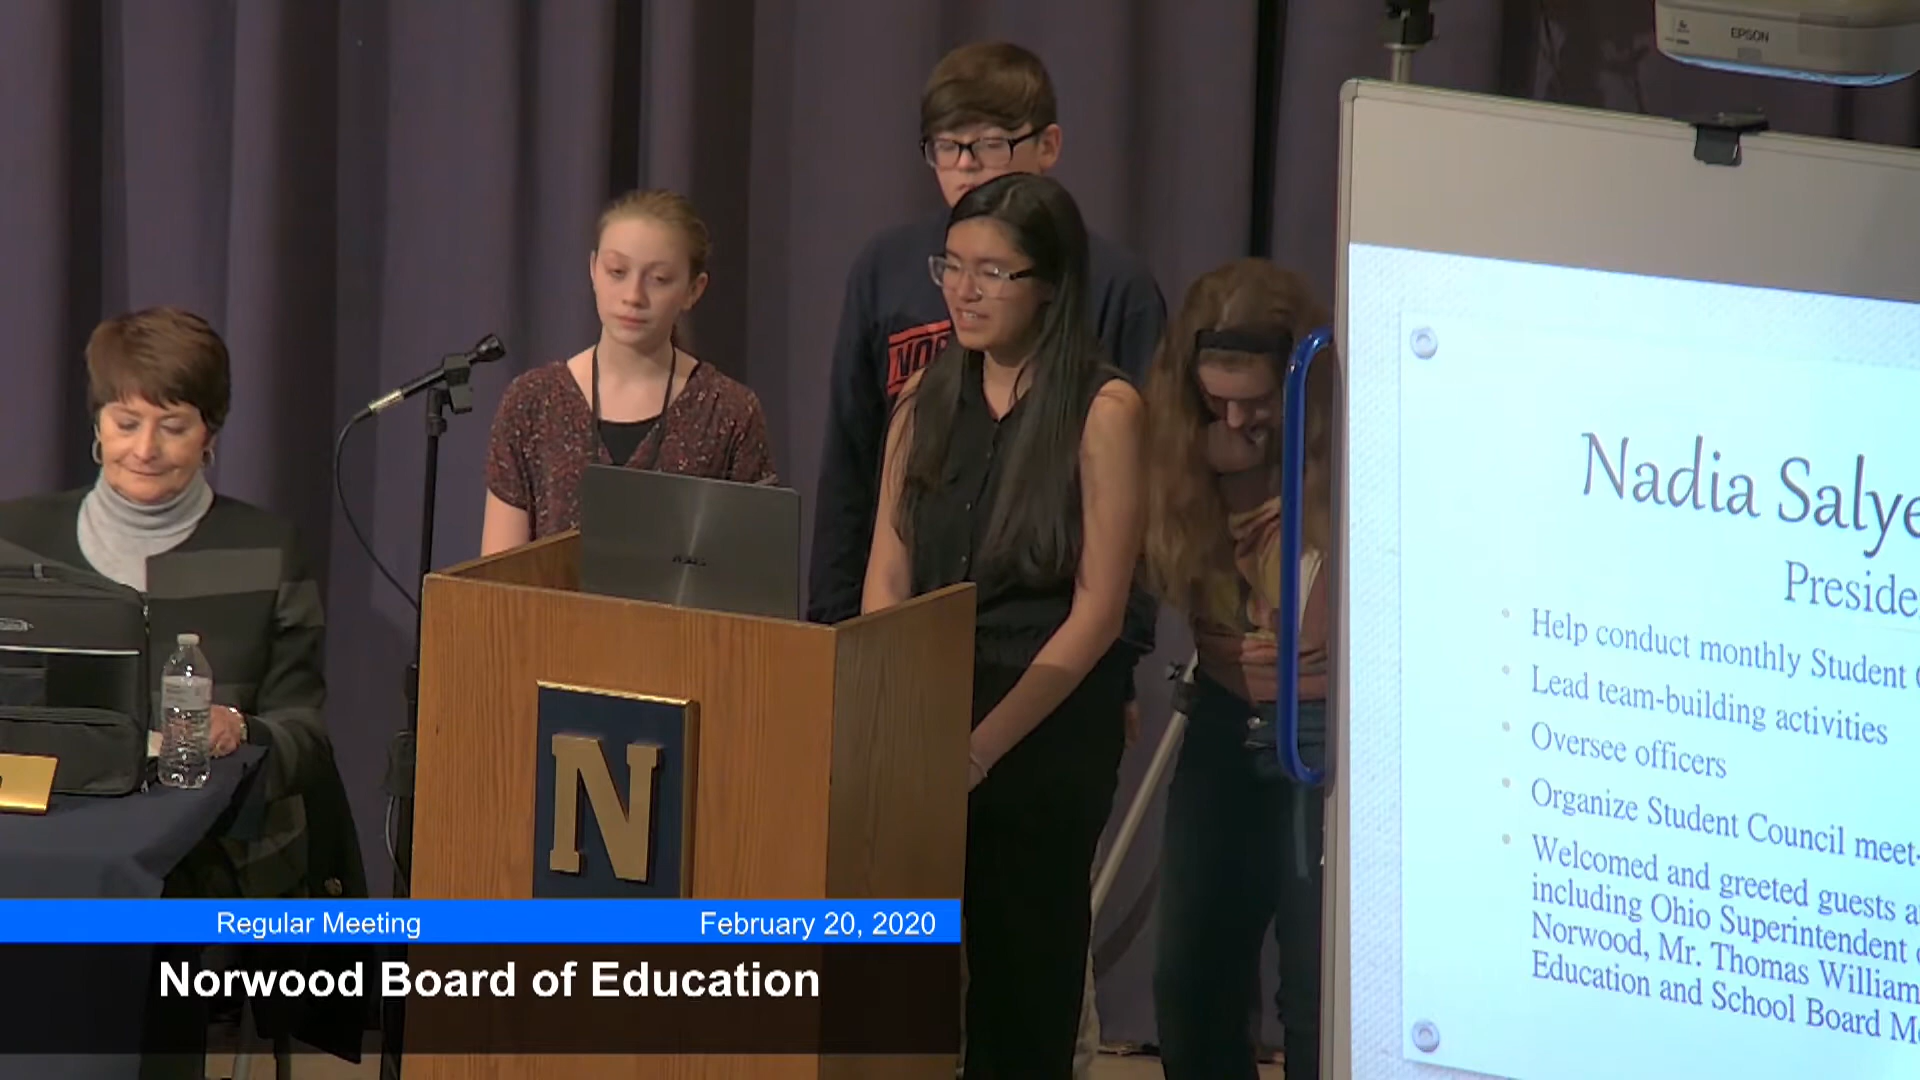 EPSON
Nadia Salye
Preside
Help conduct monthly Student
Lead team-building activities
Oversee officers
Organize Student Council meet-
Welcomed and greeted guests a
including Ohio Superintendent
Norwood, Mr. Thomas William
Education and School Board M
NOR
N
Regular Meeting
February 20, 2020
Norwood Board of Education